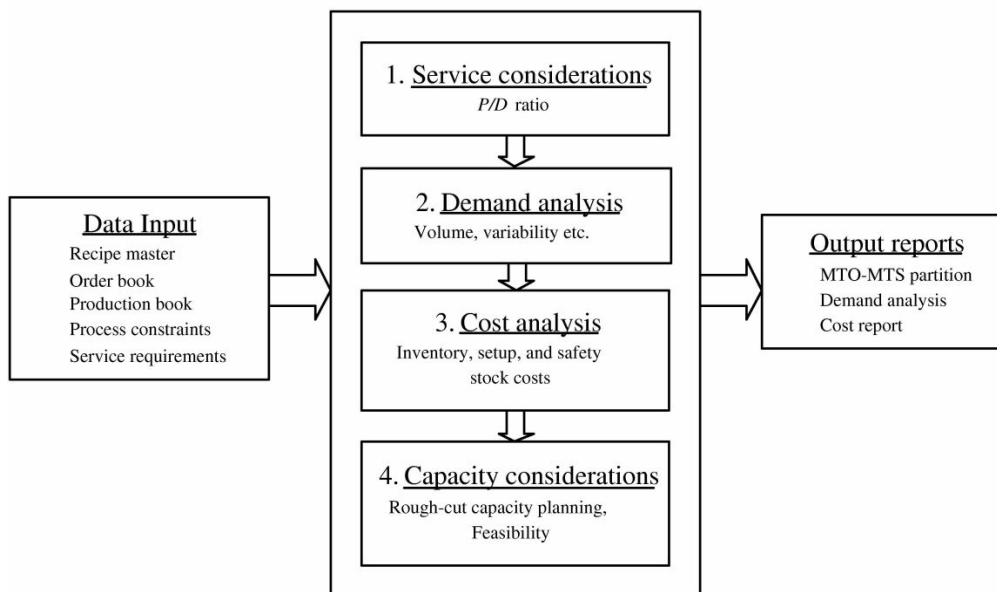 Data Input
Recipe master
Order book
Production book
Process constraints
Service requirements
1. Service considerations
P/D ratio
2. Demand analysis
Volume, variability etc.
3. Cost analysis
Inventory, setup, and safety
stock costs
4. Capacity considerations
Rough-cut capacity planning,
Feasibility
Output reports
MTO-MTS partition
Demand analysis
Cost report